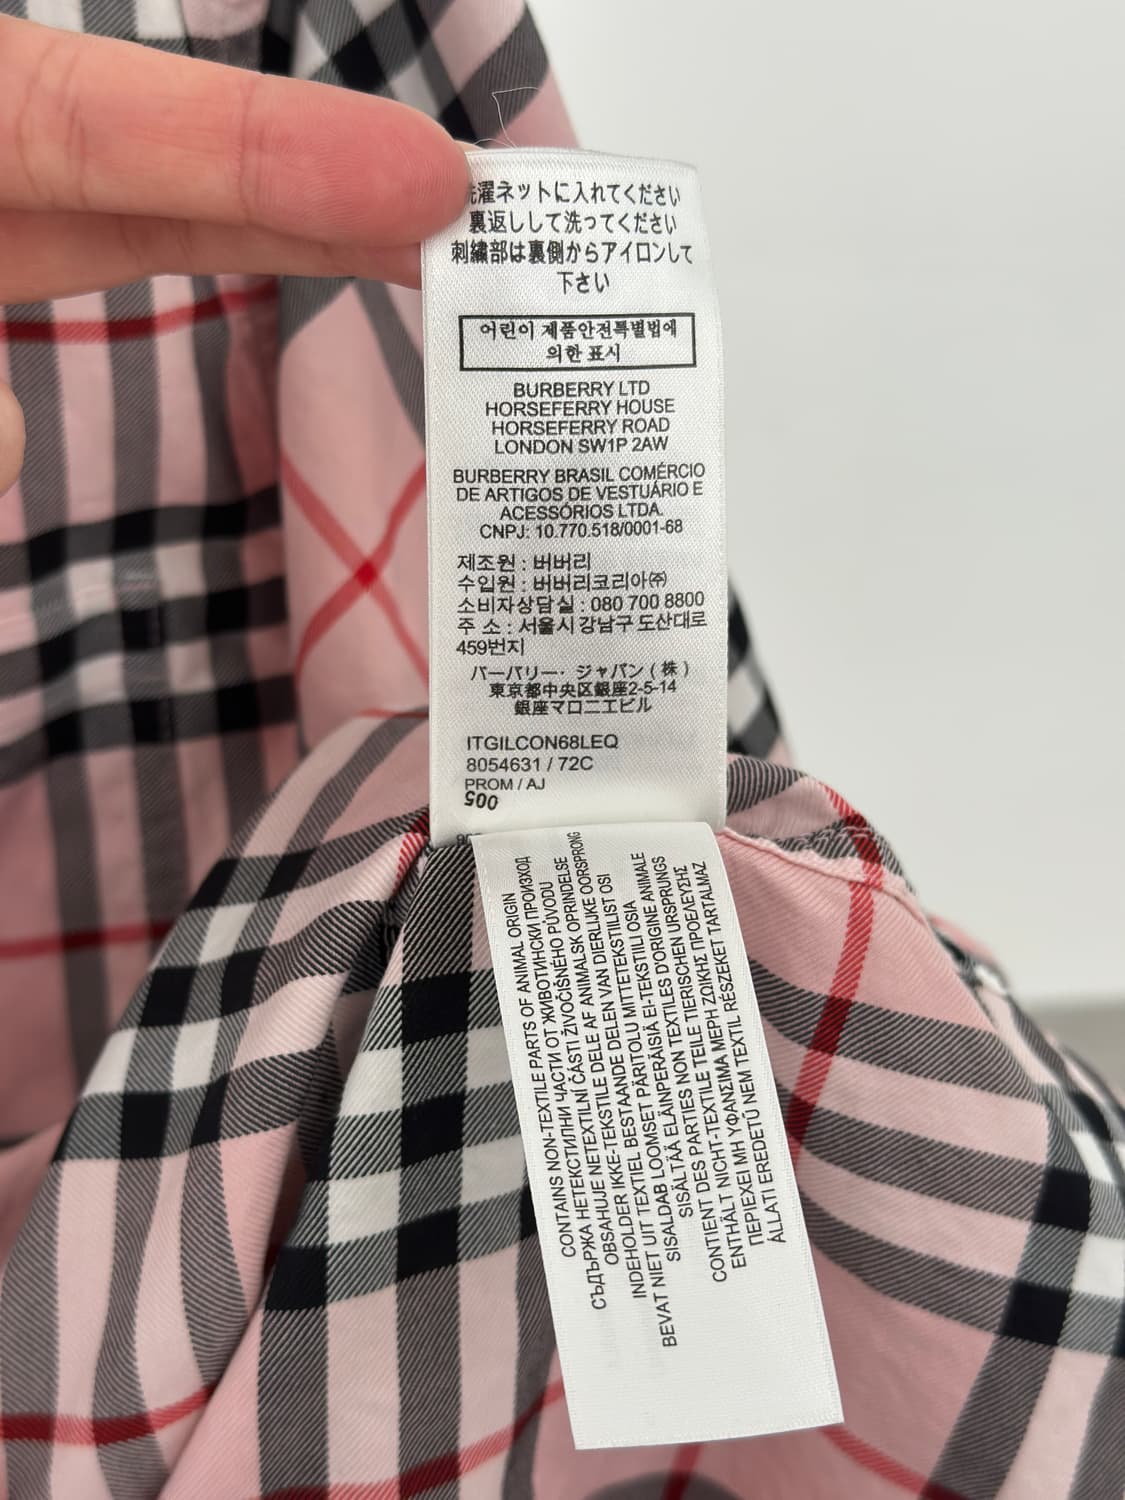 洗濯ネットに入れてください
裏返しして洗ってください
刺繍部は裏側からアイロンして
下さい
어린이 제품안전특별법에
의한 표시
BURBERRY LTD
HORSEFERRY HOUSE
HORSEFERRY ROAD
LONDON SW1P 2AW
BURBERRY BRASIL COMÉRCIO
DE ARTIGOS DE VESTUÁRIO E
ACESSÓRIOS LTDA.
CNPJ: 10.770.518/0001-68
제조원 : 버버리
수입원 : 버버리코리아㈜
소비자상담실 : 080 700 8800
주 소 : 서울시 강남구 도산대로
459번지
バーバリー・ジャパン ( 株 )
東京都中央区銀座2-5-14
銀座マロニエビル
ITGILCON68LEQ
8054631 / 72C
PROM / AJ
005
CONTAINS NON-TEXTILE PARTS OF ANIMAL ORIGIN
СЪДЪРЖА НЕТЕКСТИЛНИ ЧАСТИ ОТ ЖИВОТИНСКИ ПРОИЗХОД
OBSAHUJE NETEXTILNÍ ČÁSTI ŽIVOČIŠNÉHO PŮVODU
INDEHOLDER IKKE-TEKSTILE DELE AF ANIMALSK OPRINDELSE
BEVAT NIET UIT TEXTIEL BESTAANDE DELEN VAN DIERLIJKE OORSPRONG
SISALDAB LOOMSET PÄRITOLU MITTETEKSTIILIST OSI
SISÄLTÄÄ ELÄINPERÄISIÄ EI-TEKSTIILI OSIA
CONTIENT DES PARTIES NON TEXTILES D'ORIGINE ANIMALE
ENTHÄLT NICHT-TEXTILE TEILE TIERISCHEN URSPRUNGS
ΠΕΡΙΕΧΕΙ ΜΗ ΥΦΑΝΣΙΜΑ ΜΕΡΗ ΖΩΙΚΗΣ ΠΡΟΕΛΕΥΣΗΣ
ÁLLATI EREDETŰ NEM TEXTIL RÉSZEKET TARTALMAZ